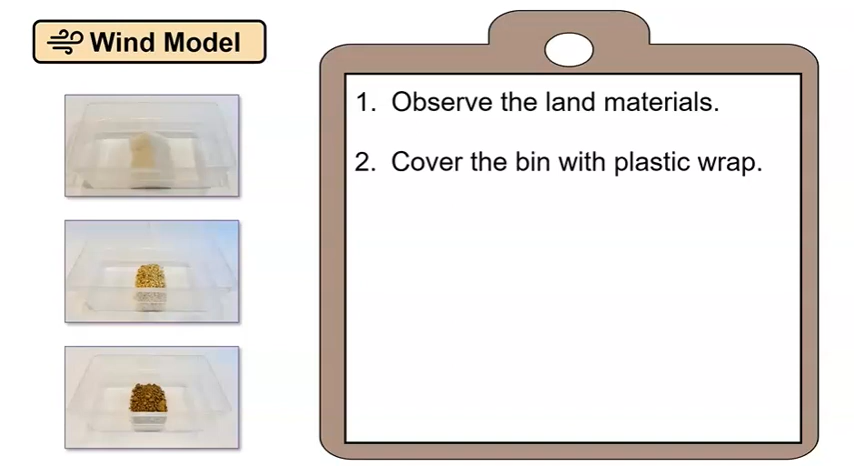 Wind Model
1. Observe the land materials.
2. Cover the bin with plastic wrap.